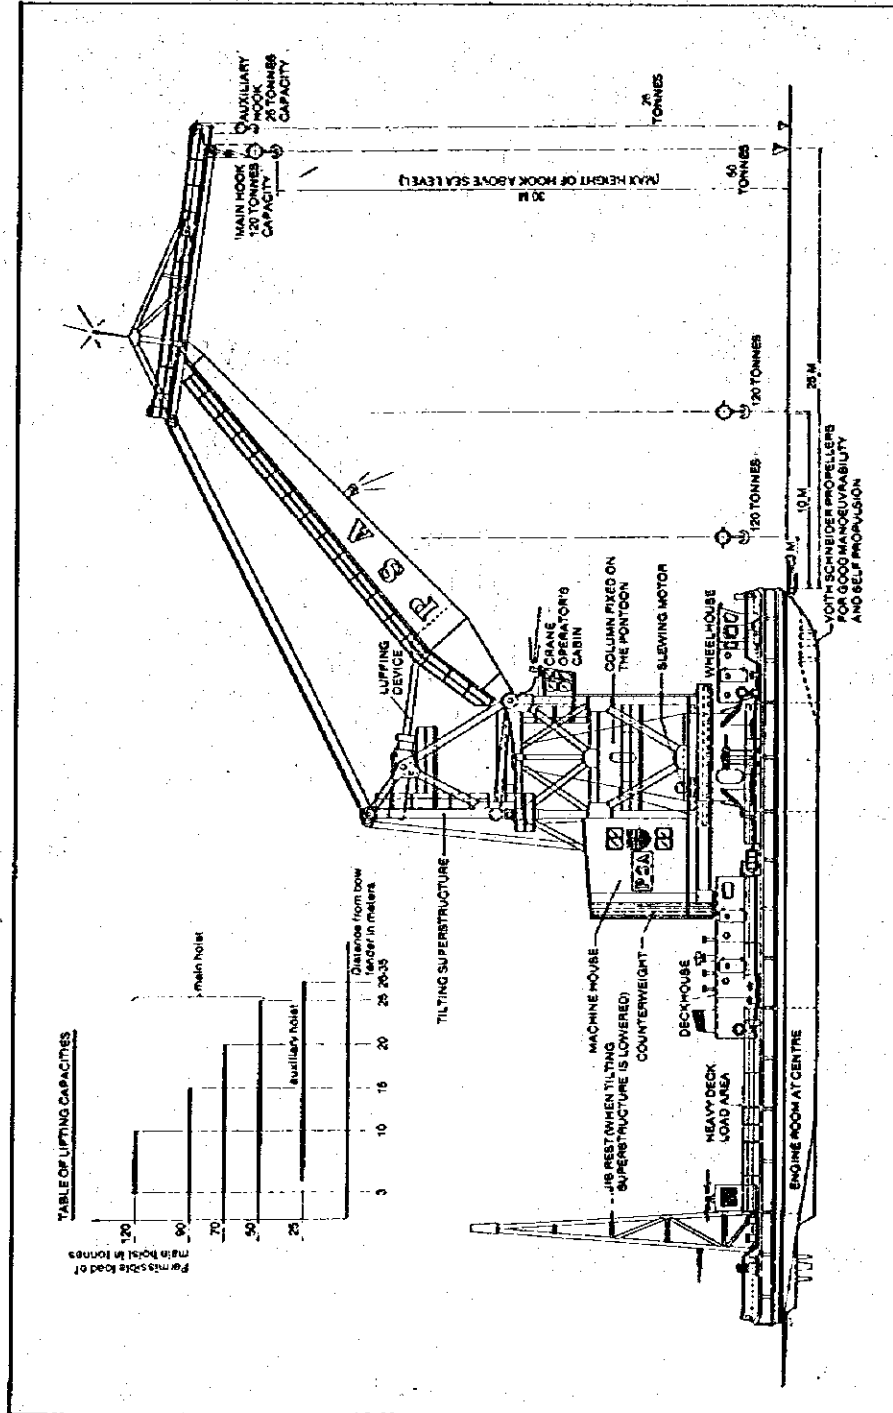 TABLE OF LIFTING CAPACITIES
Permissible load of
main hoist in tonnes
120
90
70
50
25
main hoist
auxiliary hoist
3
10
15
20
25
26-35
Distance from bow
fender in meters
LUFFING
DEVICE
TILTING SUPERSTRUCTURE
P S A
MAIN HOOK
120 TONNES
CAPACITY
AUXILIARY
HOOK
25 TONNES
CAPACITY
30 M
(MAX HEIGHT OF HOOK ABOVE SEA LEVEL)
CRANE
OPERATOR'S
CABIN
COLUMN FIXED ON
THE PONTOON
SLEWING MOTOR
WHEELHOUSE
MACHINE HOUSE
PSA
JIB REST (WHEN TILTING
SUPERSTRUCTURE IS LOWERED)
COUNTERWEIGHT
DECKHOUSE
HEAVY DECK
LOAD AREA
ENGINE ROOM AT CENTRE
120 TONNES
120 TONNES
50
TONNES
TONNES
3 M
10 M
25 M
VOITH SCHNEIDER PROPELLERS
FOR GOOD MANOEUVRABILITY
AND SELF PROPULSION